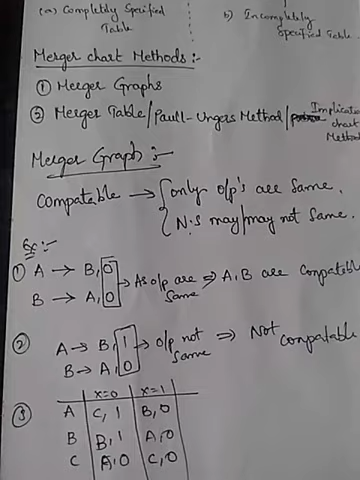 (a) Completely Specified Table
b) Incompletely Specified Table.
Merger chart Methods :-
① Merger Graphs
② Merger Table/Paull-Ungers Method/ Implication chart Method
Merger Graph :-
Compatable → { only o/p's are same.
{ N.S may/may not same.
Ex:-
① A → B, 0
B → A, 0 → As o/p are same ⇒ A, B are compatible
② A → B, 1
B → A, 0 → o/p not same ⇒ Not compatable
③ x=0 x=1
A C, 1 B, 0
B B, 1 A, 0
C A, 0 C, 0